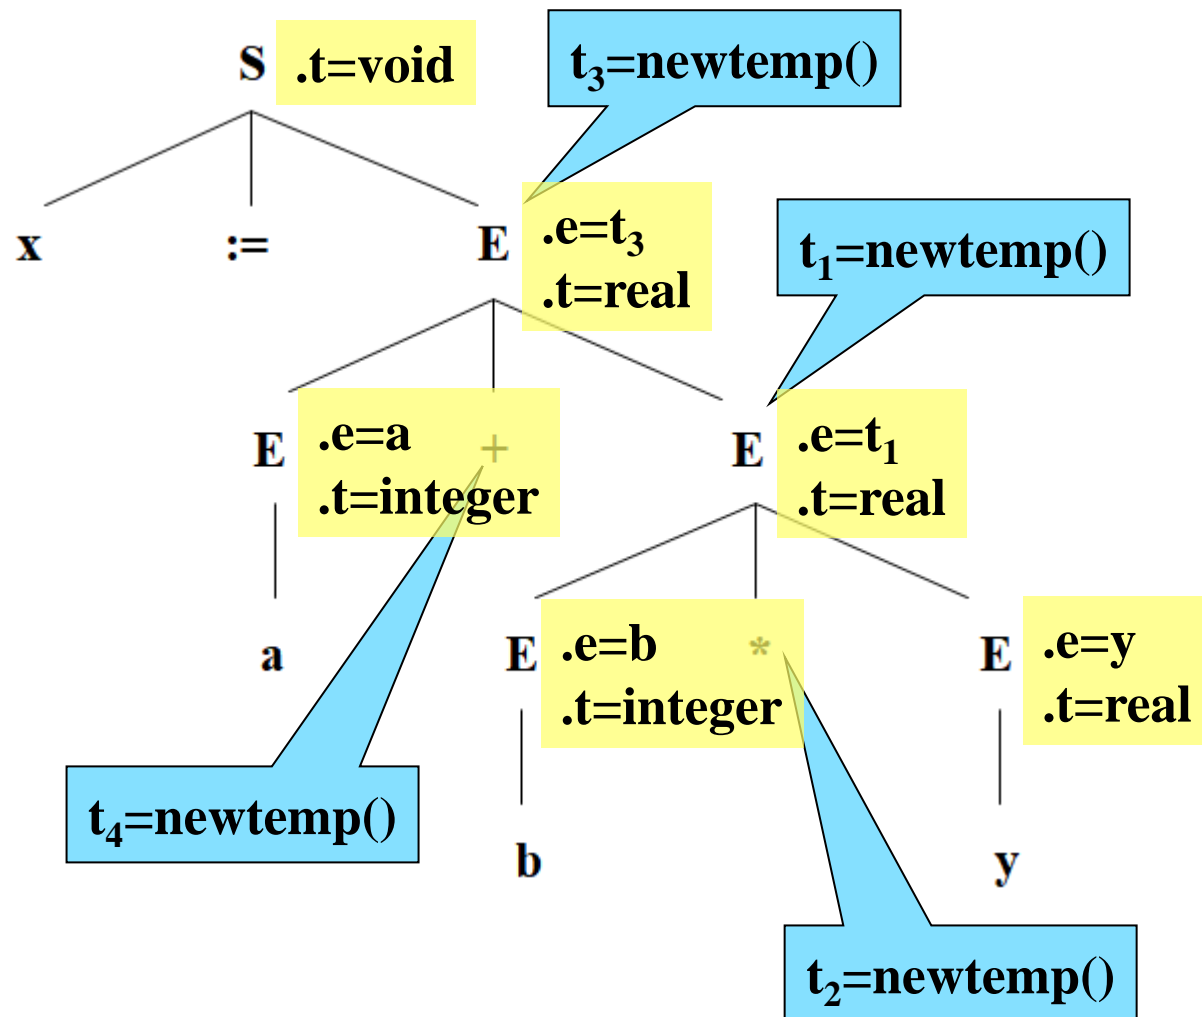 S .t=void t₃=newtemp()
x := E .e=t₃
.t=real
t₁=newtemp()
E .e=a
.t=integer
+
E .e=t₁
.t=real
a
E .e=b
.t=integer
*
E .e=y
.t=real
t₄=newtemp()
b
y
t₂=newtemp()